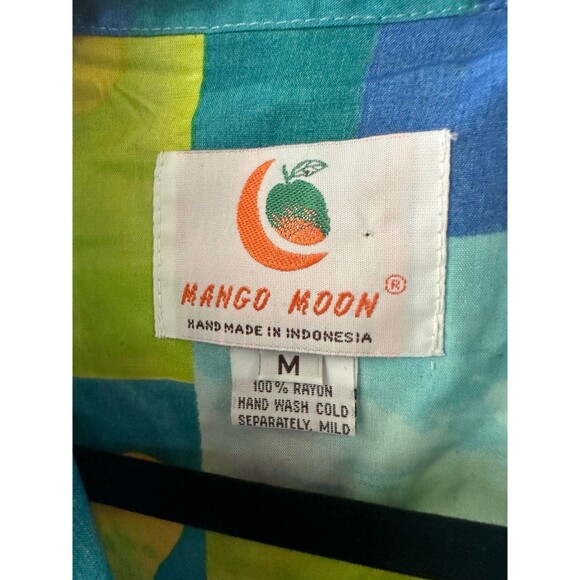 MANGO MOON®
HAND MADE IN INDONESIA
M
100% RAYON
HAND WASH COLD
SEPARATELY, MILD